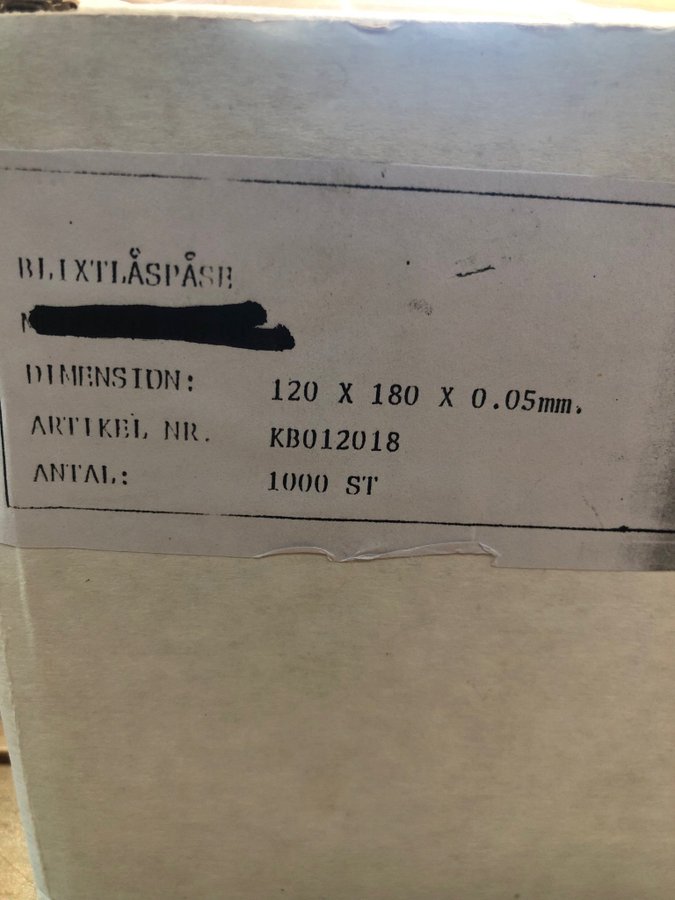 BLIXTLÅSPÅSE
DIMENSION: 120 X 180 X 0.05mm.
ARTIKEL NR. KB012018
ANTAL: 1000 ST